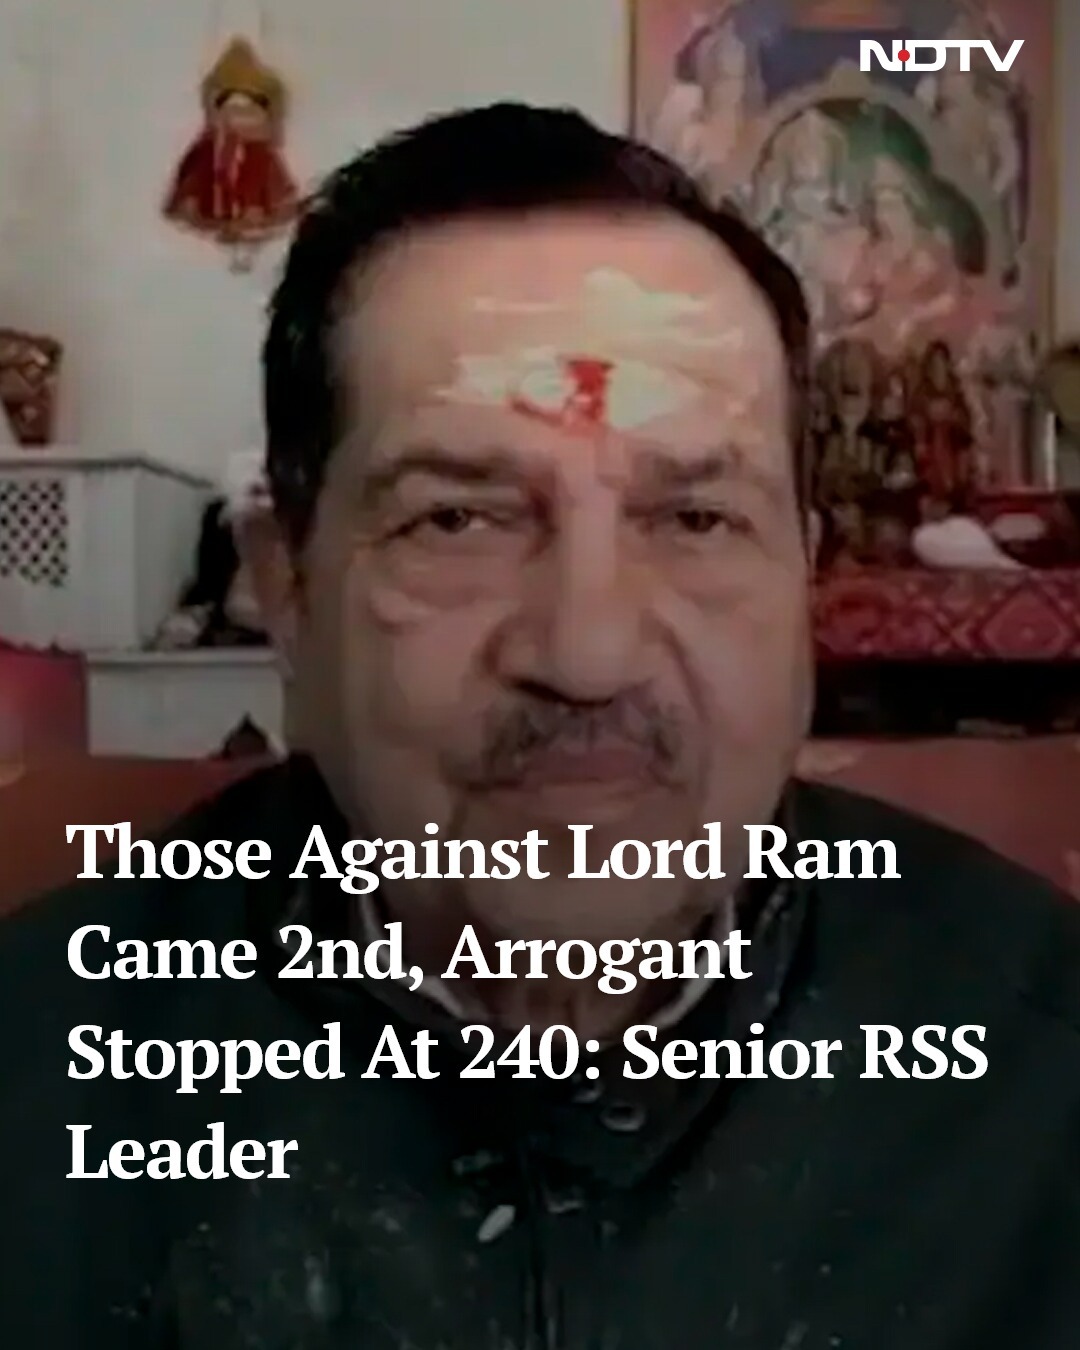 NDTV
Those Against Lord Ram
Came 2nd, Arrogant
Stopped At 240: Senior RSS
Leader